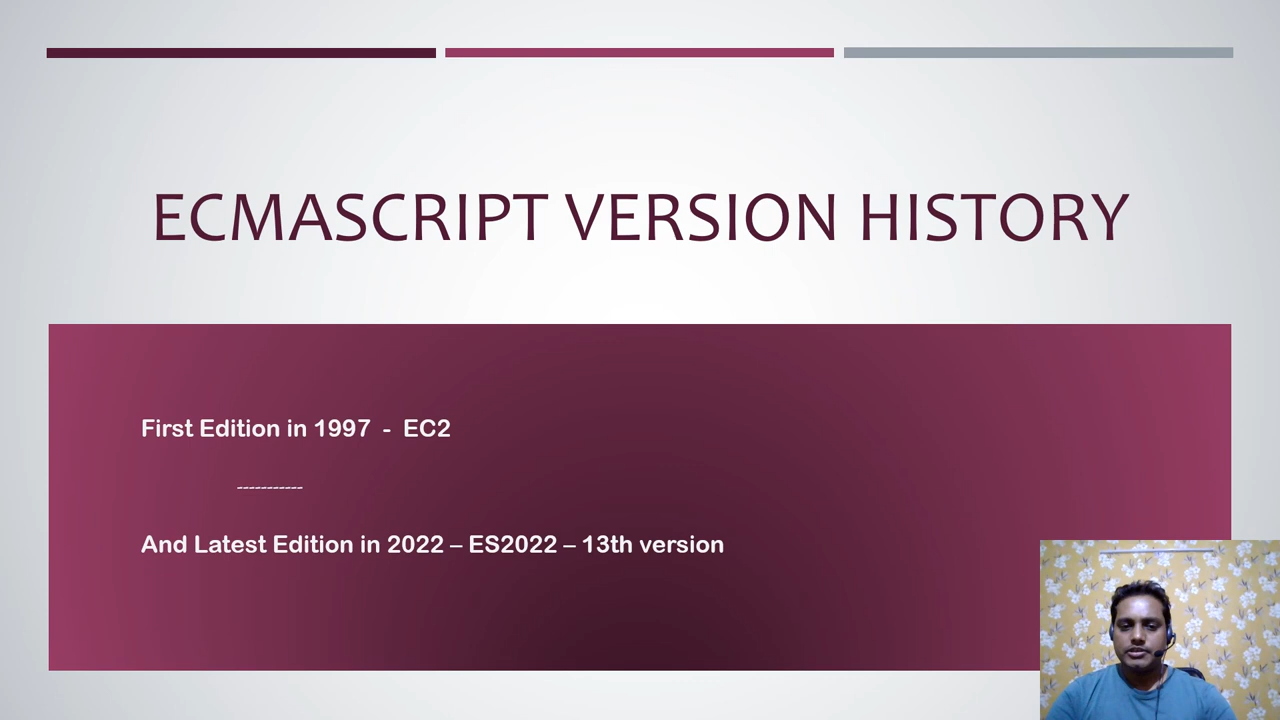 ECMASCRIPT VERSION HISTORY
First Edition in 1997 - EC2
-----------
And Latest Edition in 2022 – ES2022 – 13th version